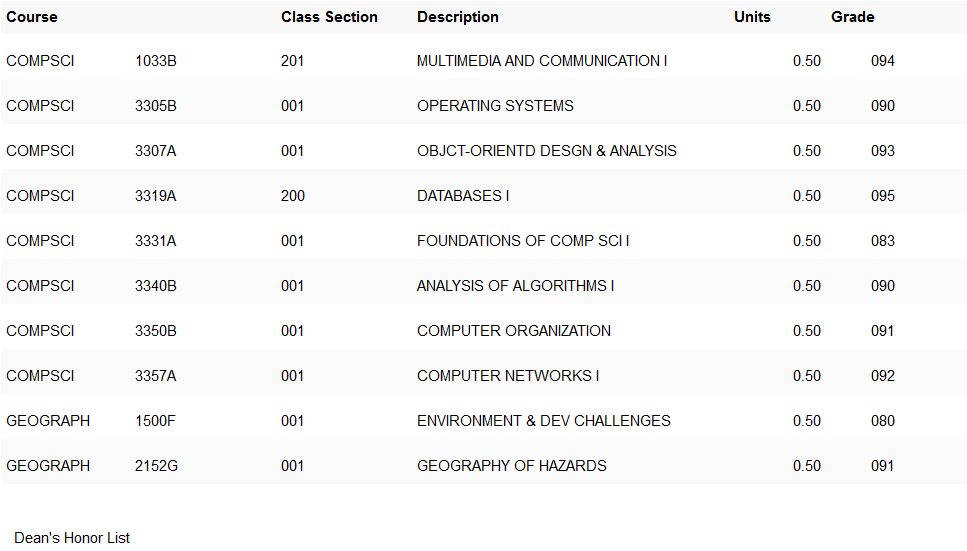 Course Class Section Description Units Grade
COMPSCI 1033B 201 MULTIMEDIA AND COMMUNICATION I 0.50 094
COMPSCI 3305B 001 OPERATING SYSTEMS 0.50 090
COMPSCI 3307A 001 OBJCT-ORIENTD DESGN & ANALYSIS 0.50 093
COMPSCI 3319A 200 DATABASES I 0.50 095
COMPSCI 3331A 001 FOUNDATIONS OF COMP SCI I 0.50 083
COMPSCI 3340B 001 ANALYSIS OF ALGORITHMS I 0.50 090
COMPSCI 3350B 001 COMPUTER ORGANIZATION 0.50 091
COMPSCI 3357A 001 COMPUTER NETWORKS I 0.50 092
GEOGRAPH 1500F 001 ENVIRONMENT & DEV CHALLENGES 0.50 080
GEOGRAPH 2152G 001 GEOGRAPHY OF HAZARDS 0.50 091
Dean's Honor List